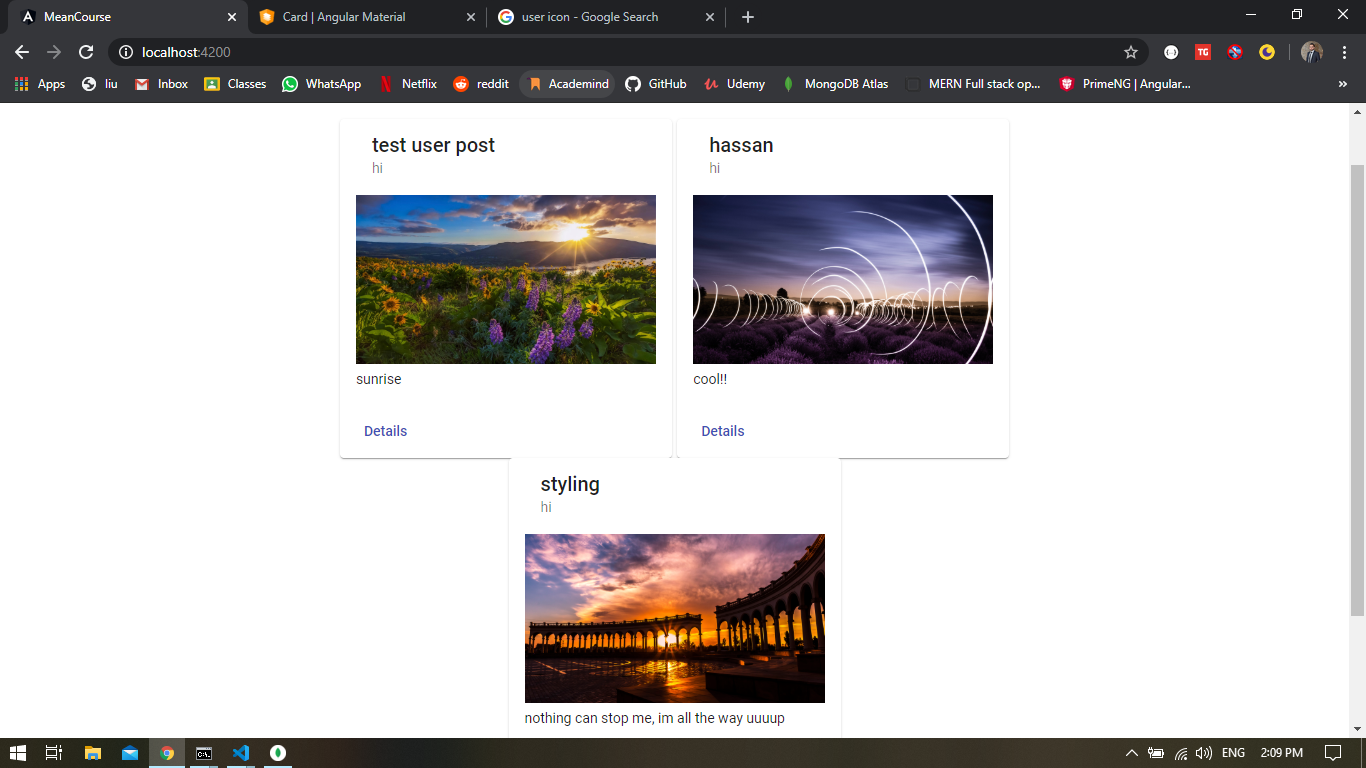 MeanCourse
Card | Angular Material
user icon - Google Search
localhost:4200
TG
Apps
liu
Inbox
Classes
WhatsApp
Netflix
reddit
Academind
GitHub
Udemy
MongoDB Atlas
MERN Full stack op...
PrimeNG | Angular...
»
test user post
hi
sunrise
Details
hassan
hi
cool!!
Details
styling
hi
nothing can stop me, im all the way uuuup
ENG
2:09 PM